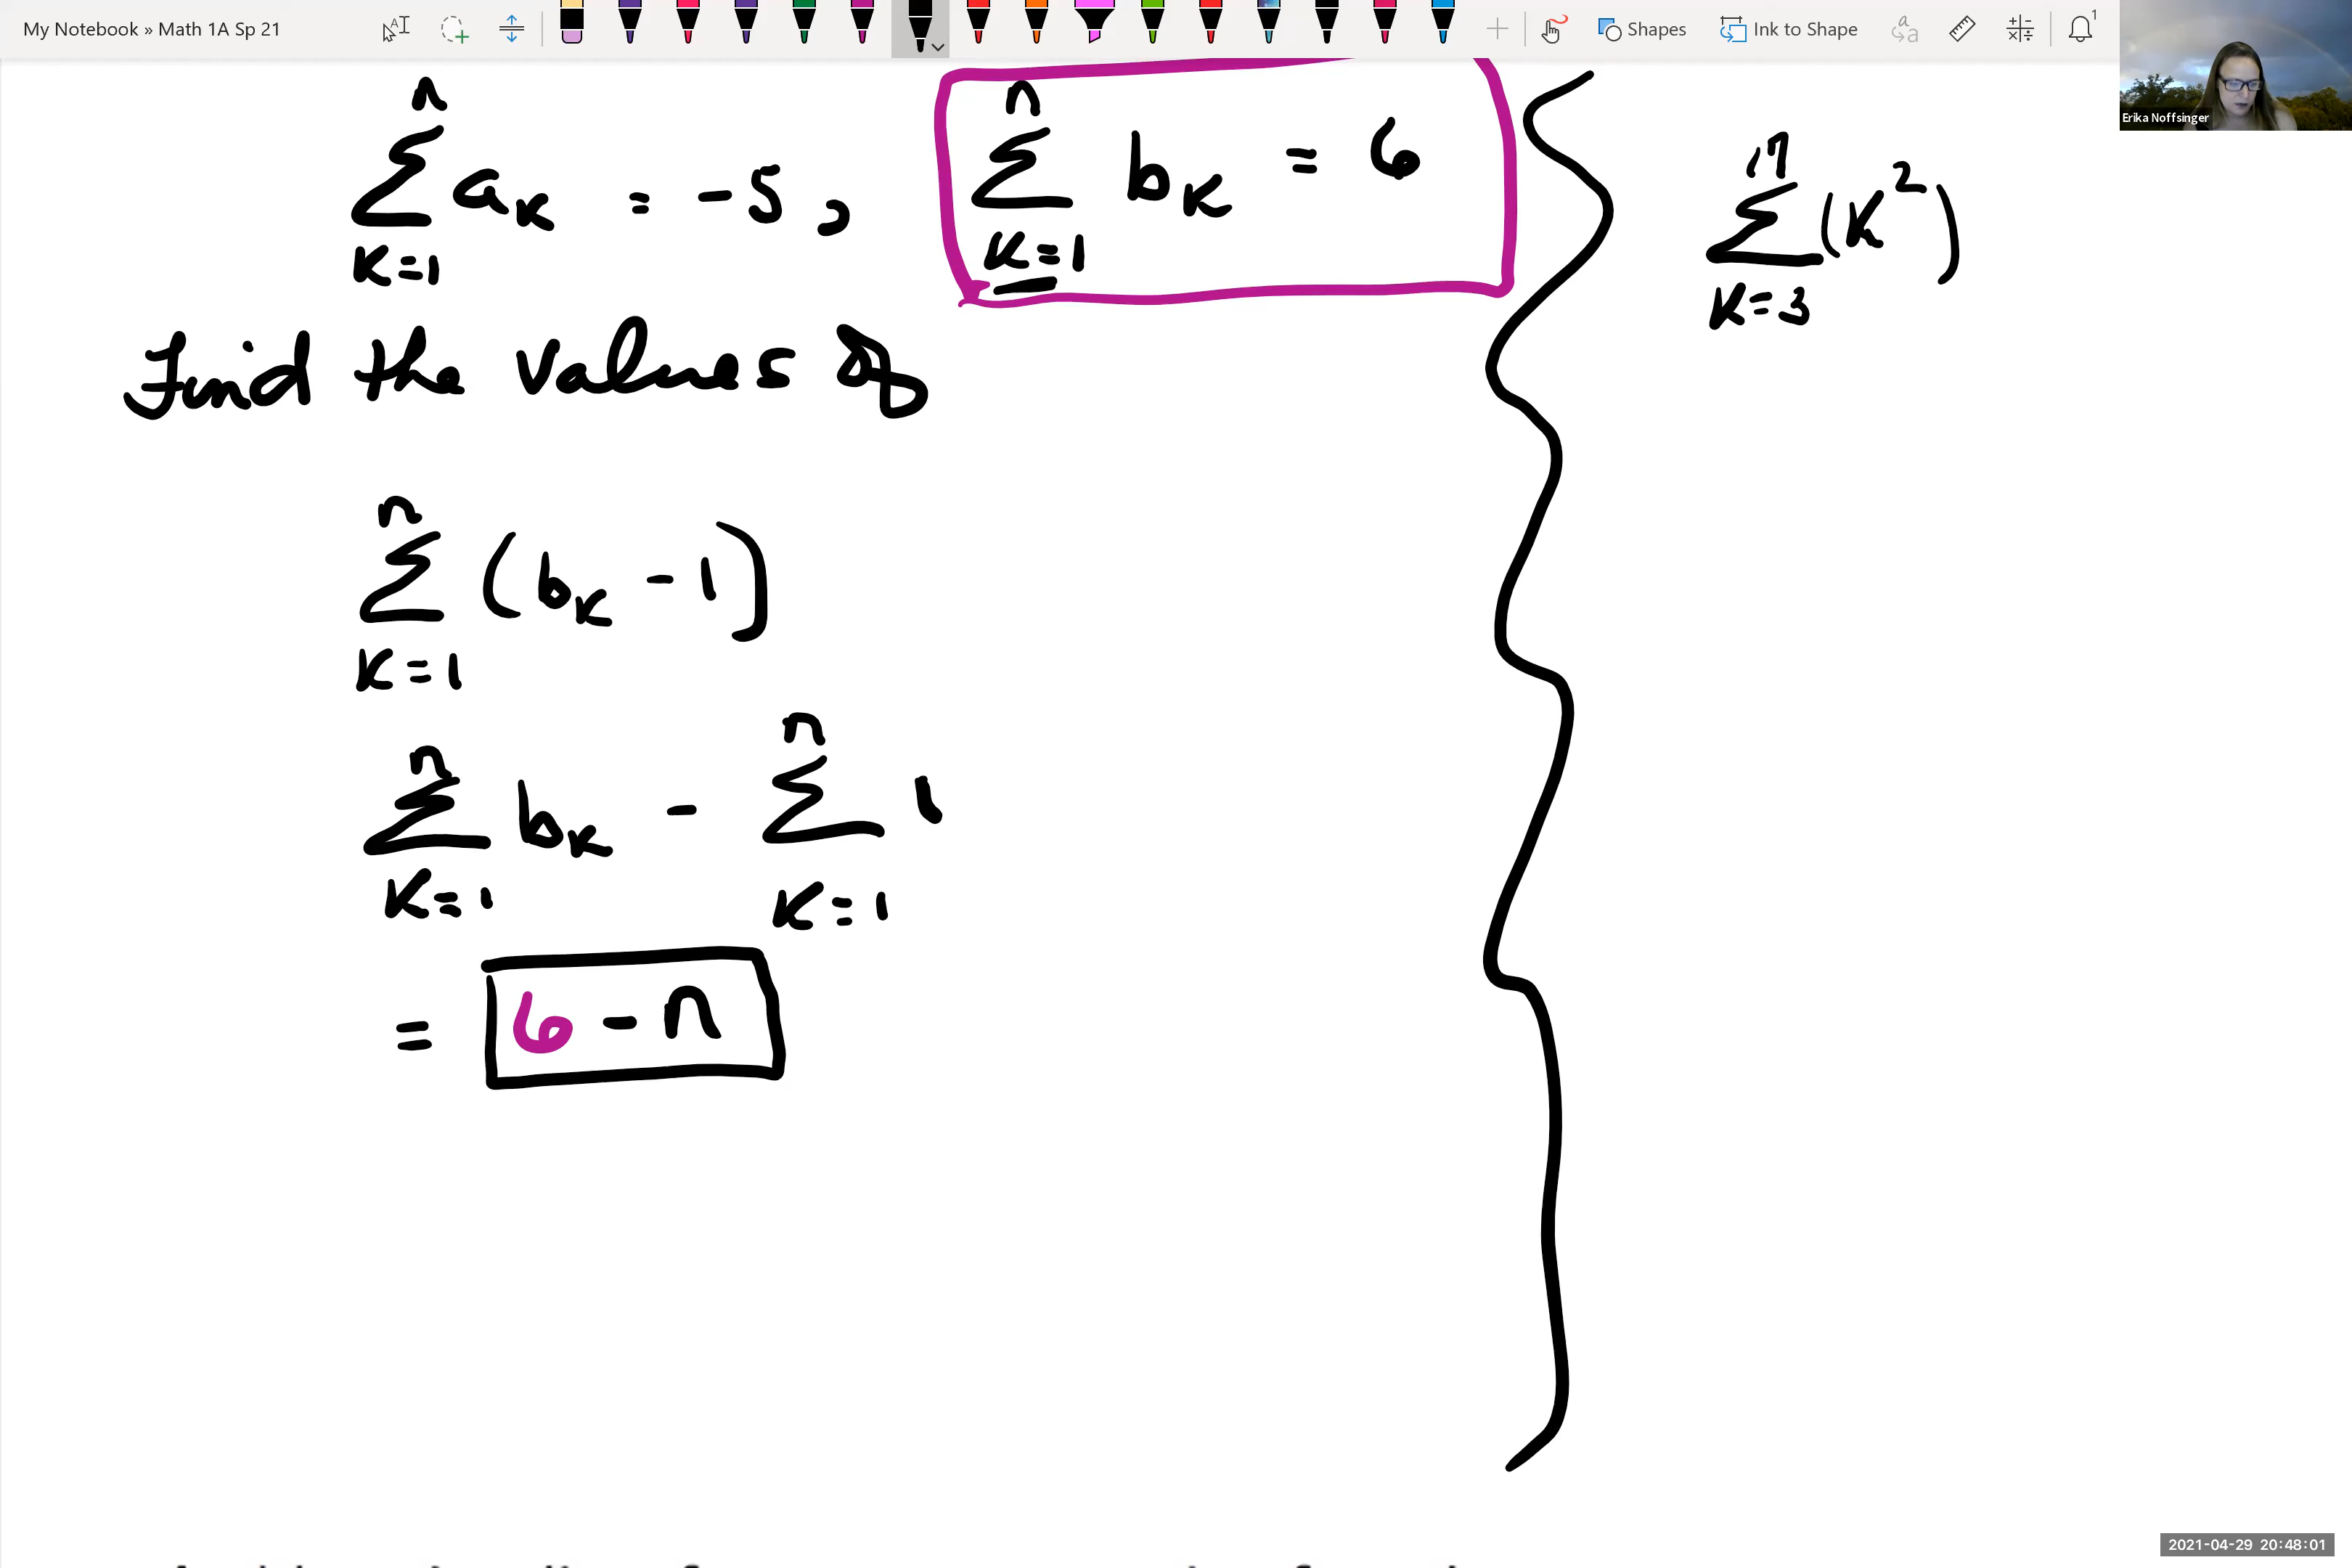 My Notebook » Math 1A Sp 21
Shapes
Ink to Shape
1
Erika Noffsinger
n
∑ a_K = -5,
K=1
n
∑ b_K = 6
K=1
Find the values of
n
∑ (b_K - 1)
K=1
n n
∑ b_K - ∑ 1
K=1 K=1
= 6 - n
17
∑ (K²)
K=3
2021-04-29 20:48:01